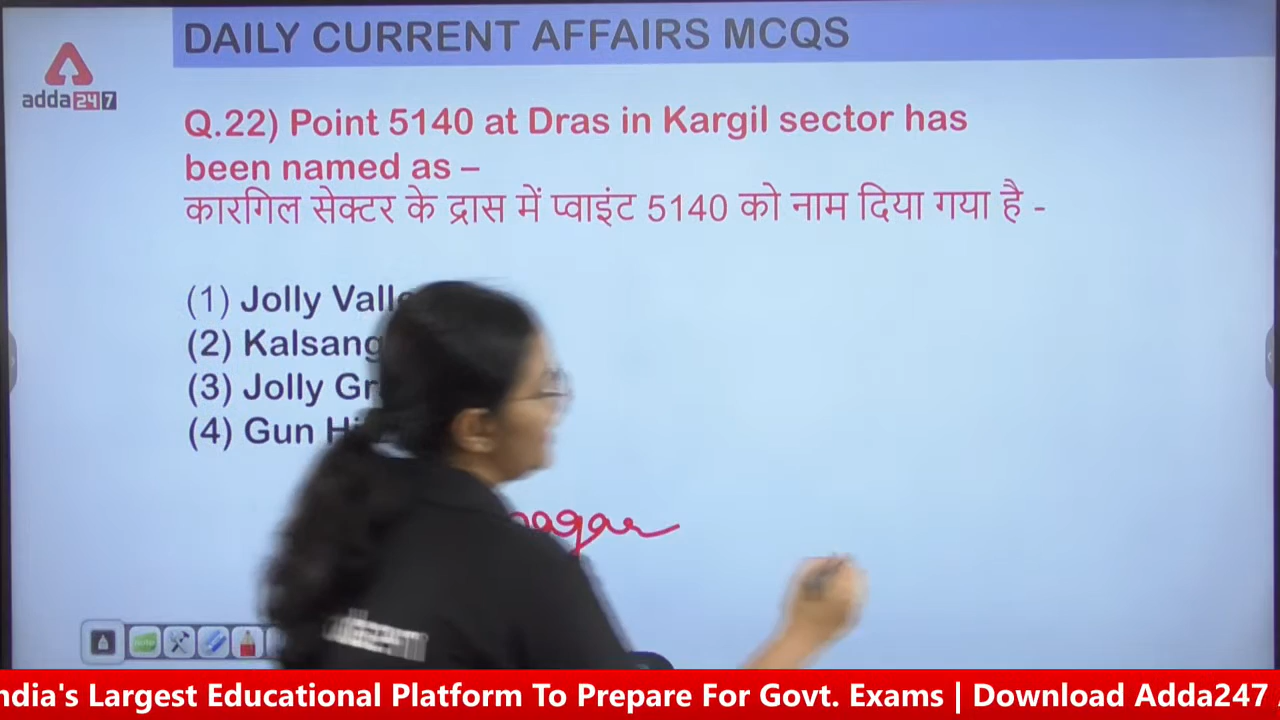 DAILY CURRENT AFFAIRS MCQS
adda247
Q.22) Point 5140 at Dras in Kargil sector has
been named as –
कारगिल सेक्टर के द्रास में प्वाइंट 5140 को नाम दिया गया है -
(1) Jolly
(2) Kalsang
(3) Jolly
(4) Gun
ndia's Largest Educational Platform To Prepare For Govt. Exams | Download Adda247